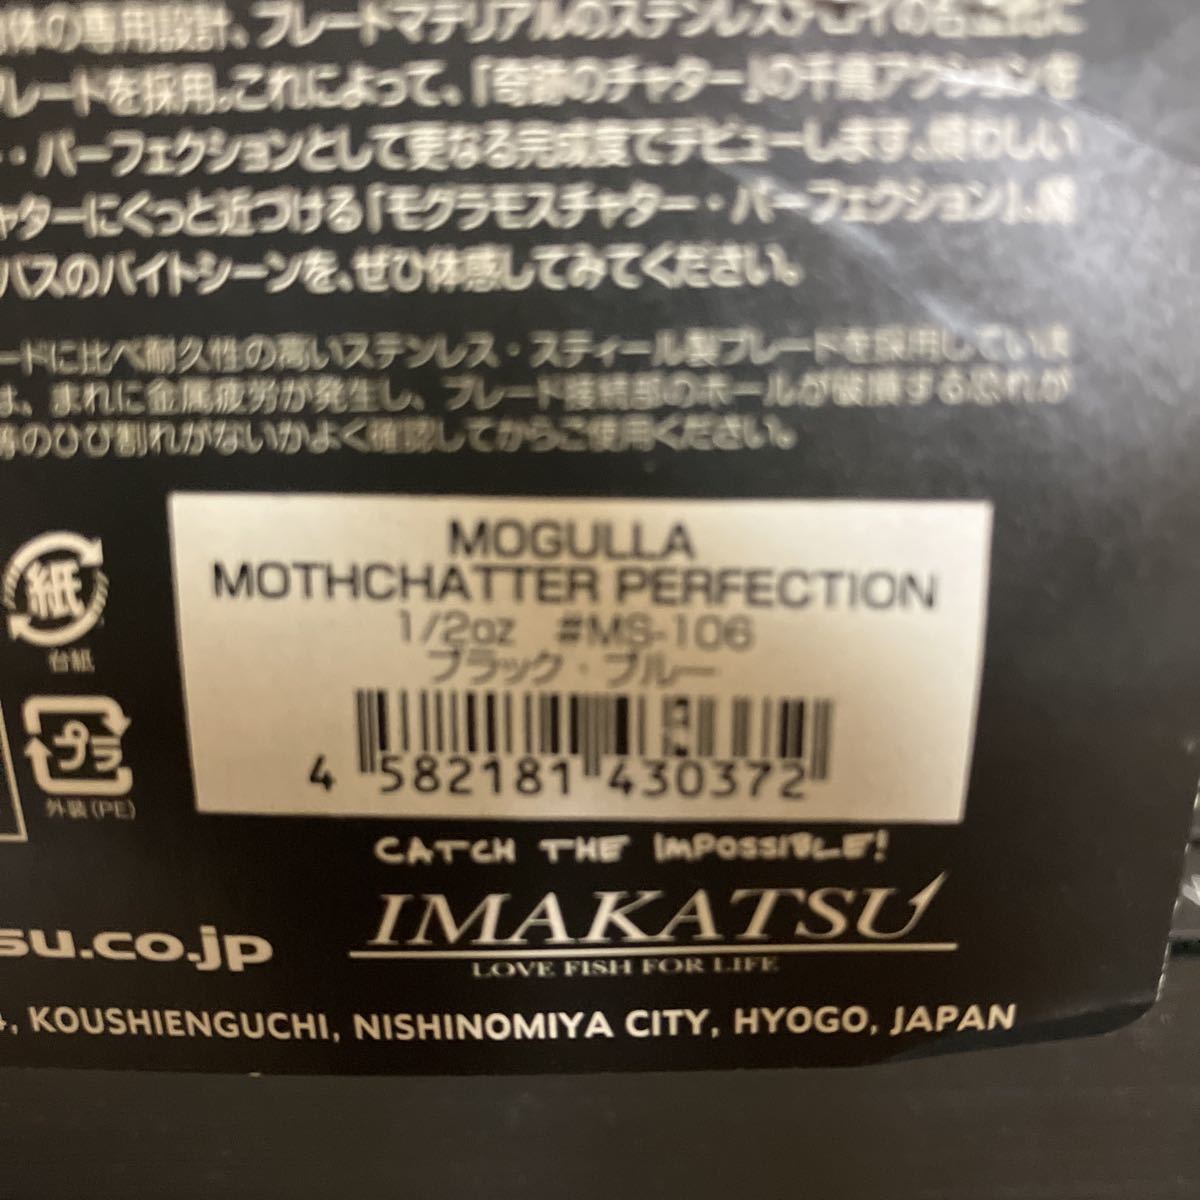 体の専用設計、ブレードマテリアルのステンレス
レードを採用。これによって、「奇跡のチャター」の千鳥アクションを
・パーフェクションとして更なる完成度でデビューします。煩わしい
ャターにぐっと近づける「モグラモスチャター・パーフェクション」、
バスのバイトシーンを、ぜひ体感してみてください。
ードに比べ耐久性の高いステンレス・スティール製ブレードを採用していま
は、まれに金属疲労が発生し、ブレード接続部のホールが破損する恐れが
等のひび割れがないかよく確認してからご使用ください。
紙
台紙
プラ
外装(PE)
MOGULLA
MOTHCHATTER PERFECTION
1/2oz #MS-106
ブラック・ブルー
4 582181 430372
CATCH THE IMPOSSIBLE!
IMAKATSU
LOVE FISH FOR LIFE
su.co.jp
4, KOUSHIENGUCHI, NISHINOMIYA CITY, HYOGO, JAPAN